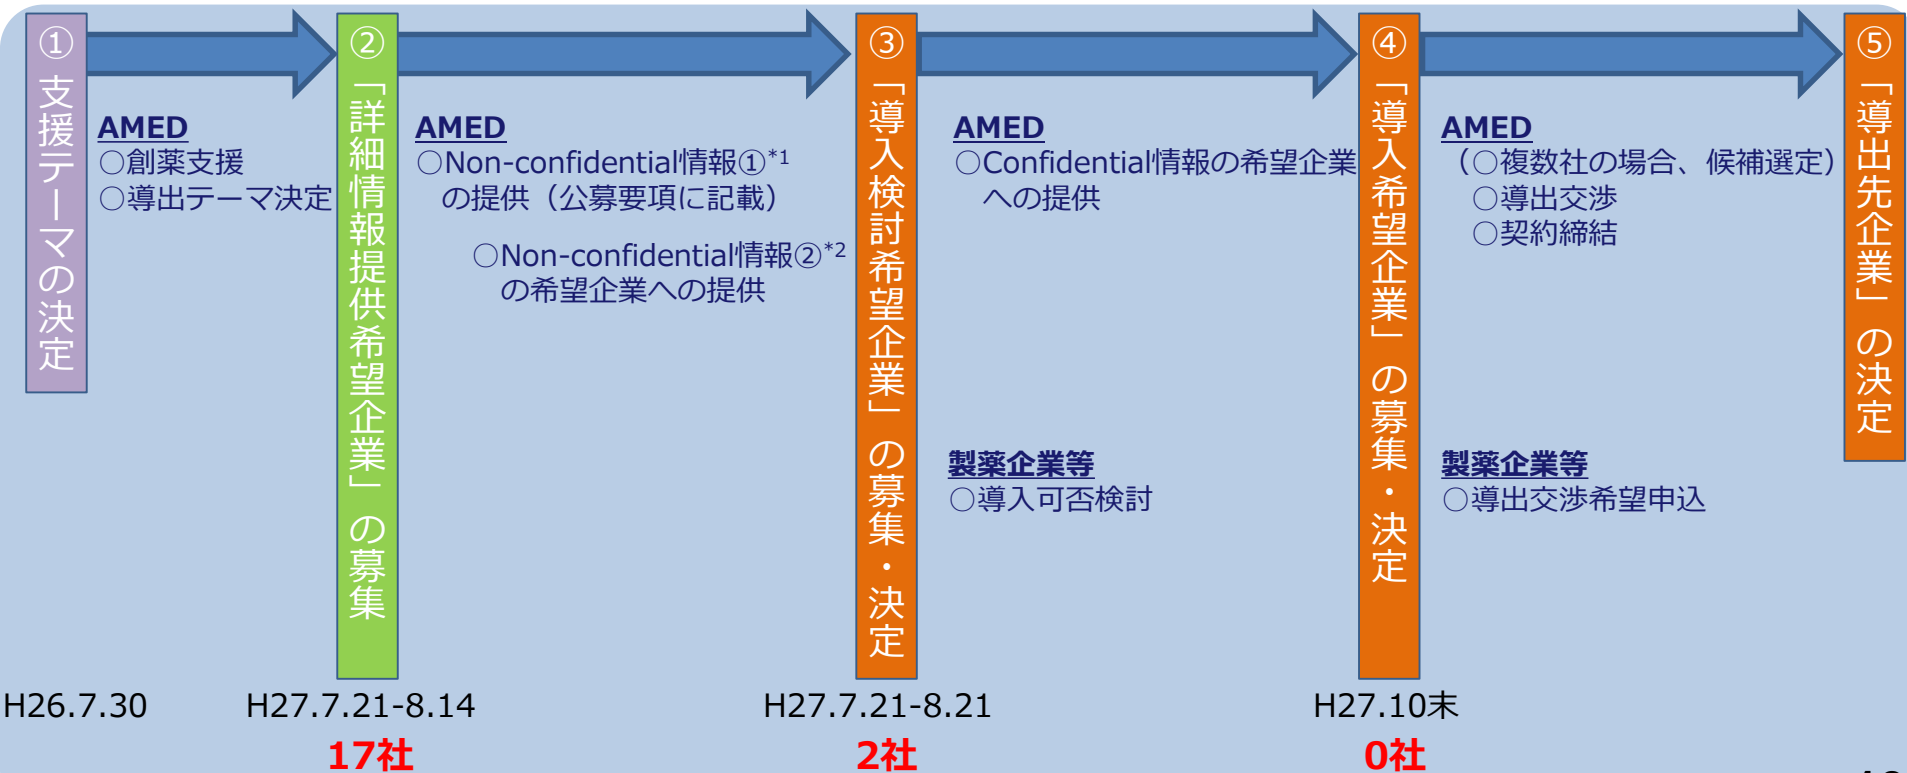 ① 支援テーマの決定
AMED
○創薬支援
○導出テーマ決定
② 「詳細情報提供希望企業」の募集
AMED
○Non-confidential情報①*1
の提供（公募要項に記載）
○Non-confidential情報②*2
の希望企業への提供
③ 「導入検討希望企業」の募集・決定
AMED
○Confidential情報の希望企業
への提供
製薬企業等
○導入可否検討
④ 「導入希望企業」の募集・決定
AMED
（○複数社の場合、候補選定）
○導出交渉
○契約締結
製薬企業等
○導出交渉希望申込
⑤ 「導出先企業」の決定
H26.7.30
H27.7.21-8.14
H27.7.21-8.21
H27.10末
17社
2社
0社